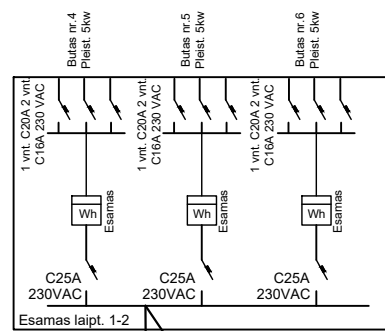 Butas nr.4
Pleist. 5kw
Butas nr.5
Pleist. 5kw
Butas nr.6
Pleist. 5kw
1 vnt. C20A 2 vnt.
C16A 230 VAC
1 vnt. C20A 2 vnt.
C16A 230 VAC
1 vnt. C20A 2 vnt.
C16A 230 VAC
Wh
Esamas
Wh
Esamas
Wh
Esamas
C25A
230VAC
C25A
230VAC
C25A
230VAC
Esamas laipt. 1-2